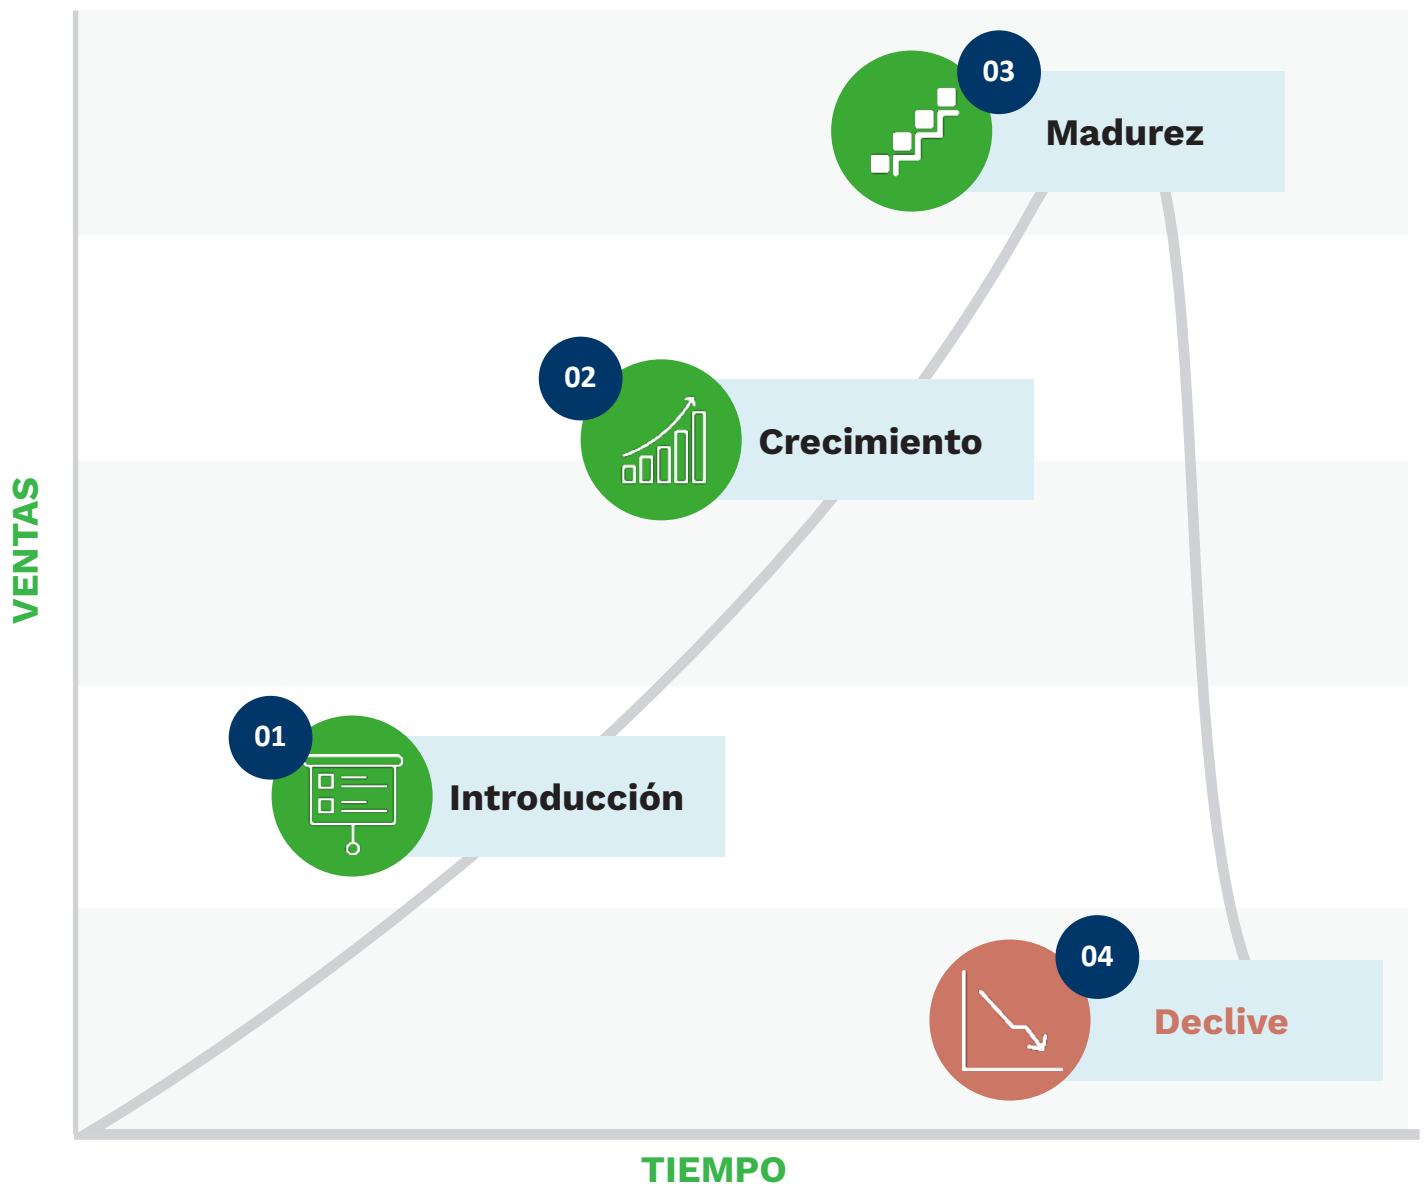 03
Madurez
02
Crecimiento
VENTAS
01
Introducción
04
Declive
TIEMPO